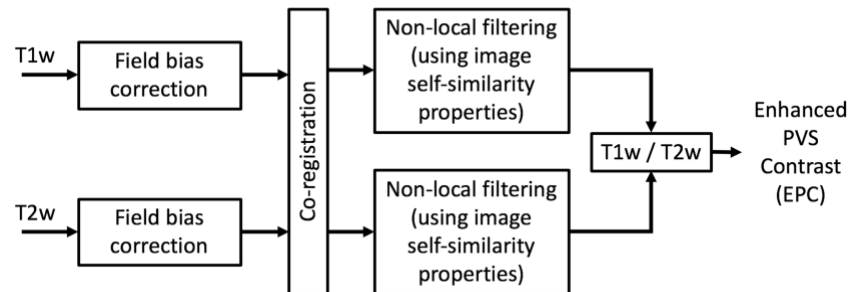 T1w
Field bias
correction
Co-registration
Non-local filtering
(using image
self-similarity
properties)
T2w
Field bias
correction
Non-local filtering
(using image
self-similarity
properties)
T1w / T2w
Enhanced
PVS
Contrast
(EPC)